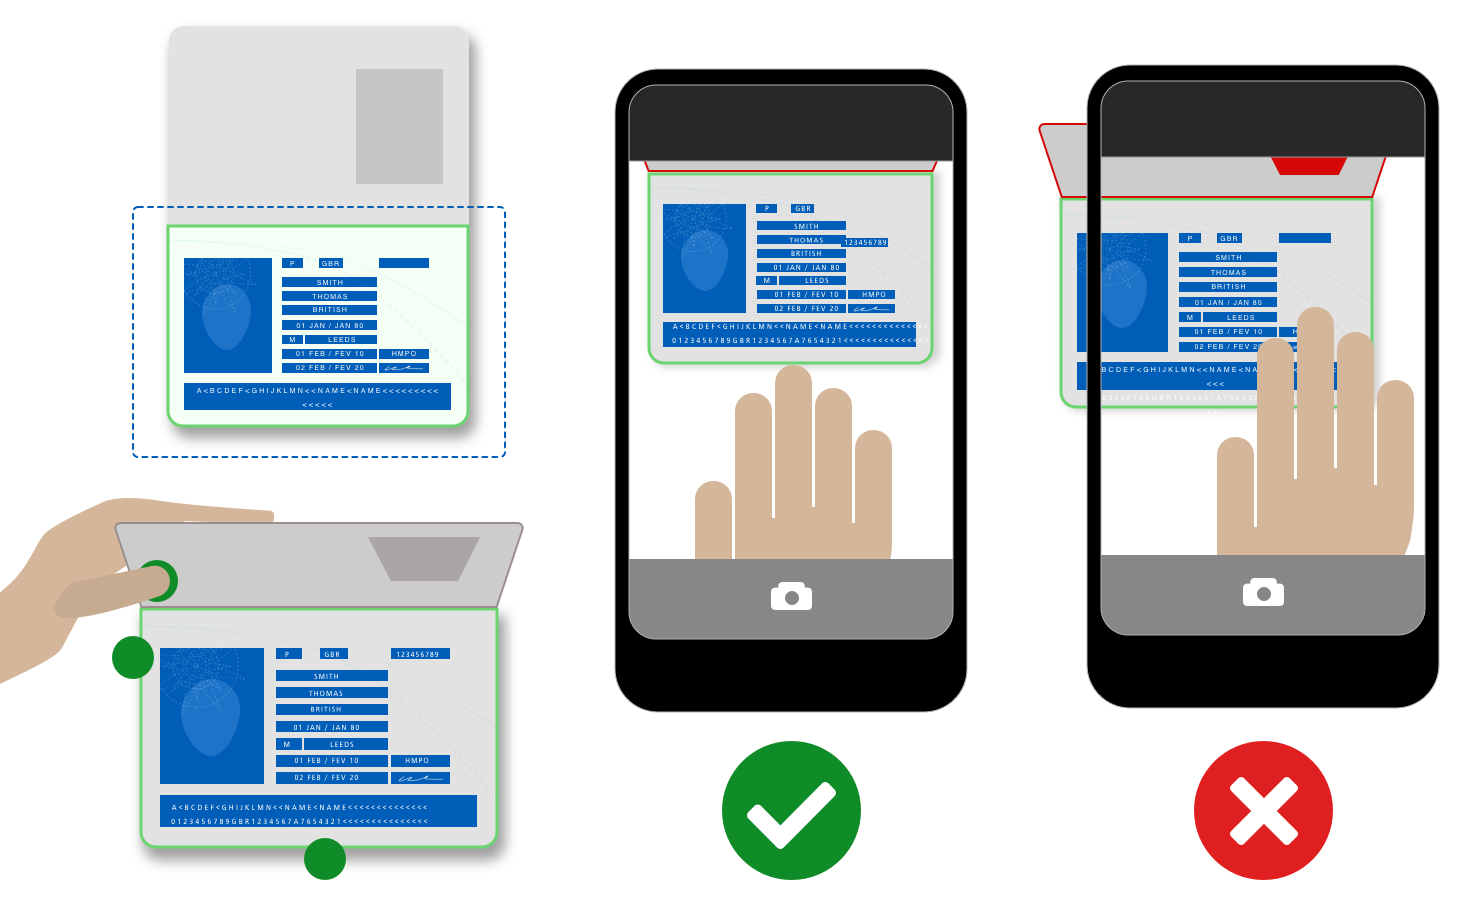 P GBR
SMITH
THOMAS
BRITISH
01 JAN / JAN 80
M LEEDS
01 FEB / FEV 10 HMPO
02 FEB / FEV 20
A<BCDEF<GHIJKLMN<<NAME<NAME<<<<<<<<<
<<<<<
P GBR 123456789
SMITH
THOMAS
BRITISH
01 JAN / JAN 80
M LEEDS
01 FEB / FEV 10 HMPO
02 FEB / FEV 20
A<BCDEF<GHIJKLMN<<NAME<NAME<<<<<<<<<<<<<<
0123456789GBR1234567A7654321<<<<<<<<<<<<<<
P GBR
SMITH
THOMAS 123456789
BRITISH
01 JAN / JAN 80
M LEEDS
01 FEB / FEV 10 HMPO
02 FEB / FEV 20
A<BCDEF<GHIJKLMN<<NAME<NAME<<<<<<<<<<<<<<
0123456789GBR1234567A7654321<<<<<<<<<<<<<<
P GBR
SMITH
THOMAS
BRITISH
01 JAN / JAN 80
M LEEDS
01 FEB / FEV 10 H
02 FEB / FEV 20
BCDEF<GHIJKLMN<<NAME<NA
<<<
23456789GBR1234567A765432